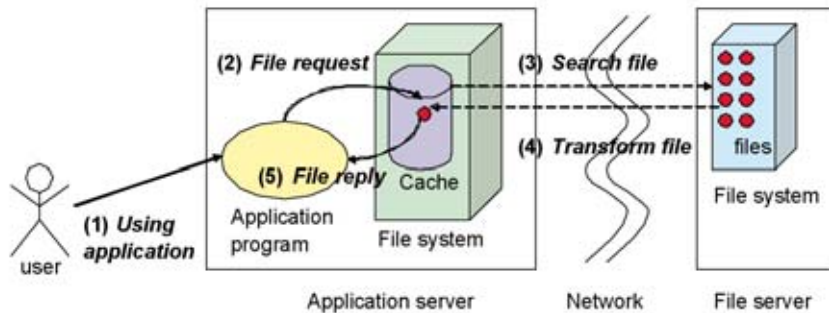 (2) File request
(3) Search file
(4) Transform file
files
(5) File reply
Cache
File system
(1) Using
application
Application
program
File system
user
Application server
Network
File server